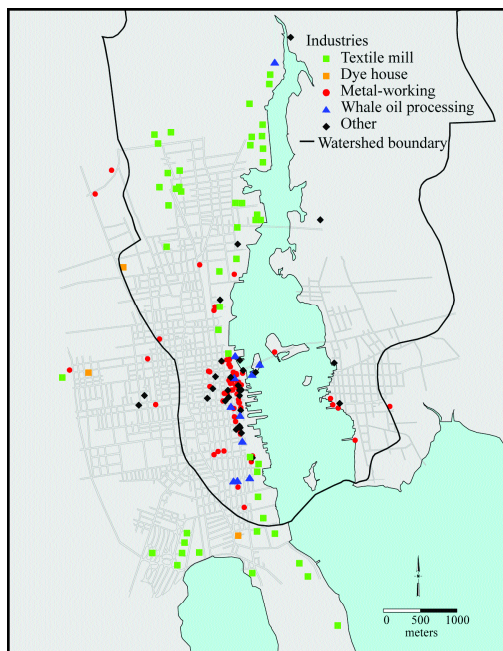 Industries
Textile mill
Dye house
Metal-working
Whale oil processing
Other
Watershed boundary
0 500 1000
meters